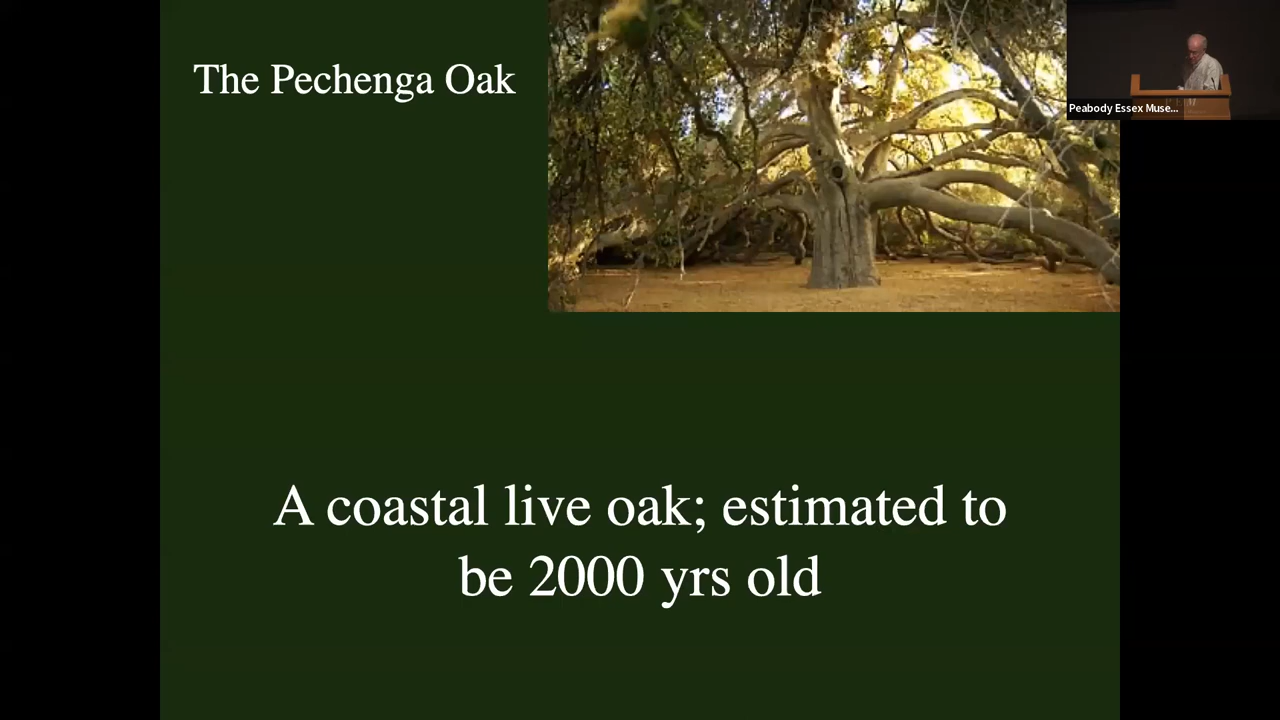 The Pechenga Oak
Peabody Essex Muse...
A coastal live oak; estimated to
be 2000 yrs old